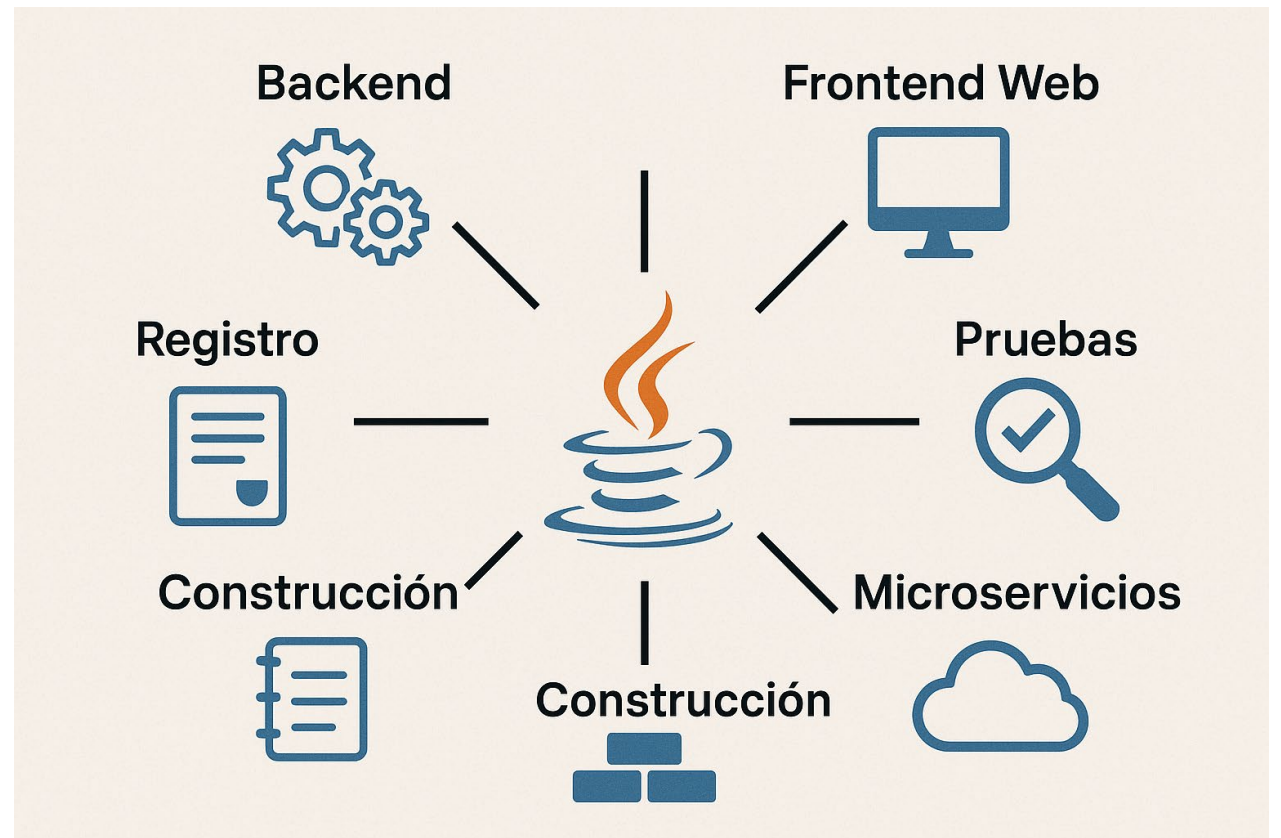 Backend
Frontend Web
Registro
Pruebas
Construcción
Microservicios
Construcción